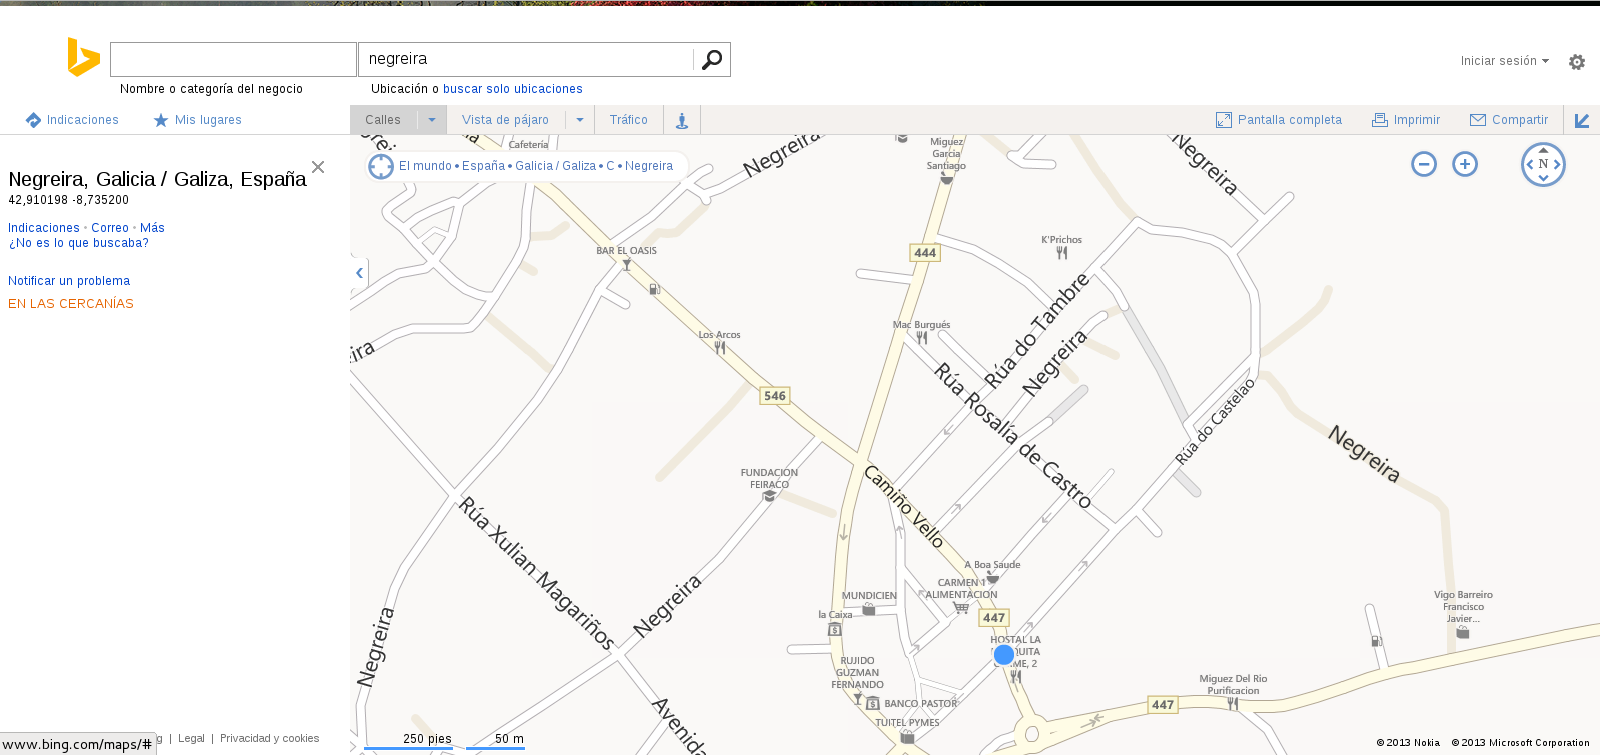 negreira
Iniciar sesión
Nombre o categoría del negocio
Ubicación o buscar solo ubicaciones
Indicaciones
Mis lugares
Calles
Vista de pájaro
Tráfico
Pantalla completa
Imprimir
Compartir
El mundo • España • Galicia / Galiza • C • Negreira
Negreira, Galicia / Galiza, España
42,910198 -8,735200
Indicaciones • Correo • Más
¿No es lo que buscaba?
Notificar un problema
EN LAS CERCANÍAS
Cafetería
Negreira
Miguez
Garcia
Santiago
Negreira
N
BAR EL OASIS
444
K'Prichos
Los Arcos
Mac Burgués
Rúa do Tambre
Negreira
546
Rúa Rosalía de Castro
Rúa do Castelao
Negreira
FUNDACION
FEIRACO
Camiño Vello
Rúa Xulian Magariños
Negreira
Negreira
A Boa Saude
CARMEN 1
ALIMENTACION
MUNDICIEN
la Caixa
447
HOSTAL LA
Vigo Barreiro
Francisco
Javier...
RUJIDO
GUZMAN
FERNANDO
BANCO PASTOR
TUITEL PYMES
Miguez Del Rio
Purificacion
447
Avenida
250 pies
50 m
www.bing.com/maps/#
| Legal | Privacidad y cookies
© 2013 Nokia © 2013 Microsoft Corporation